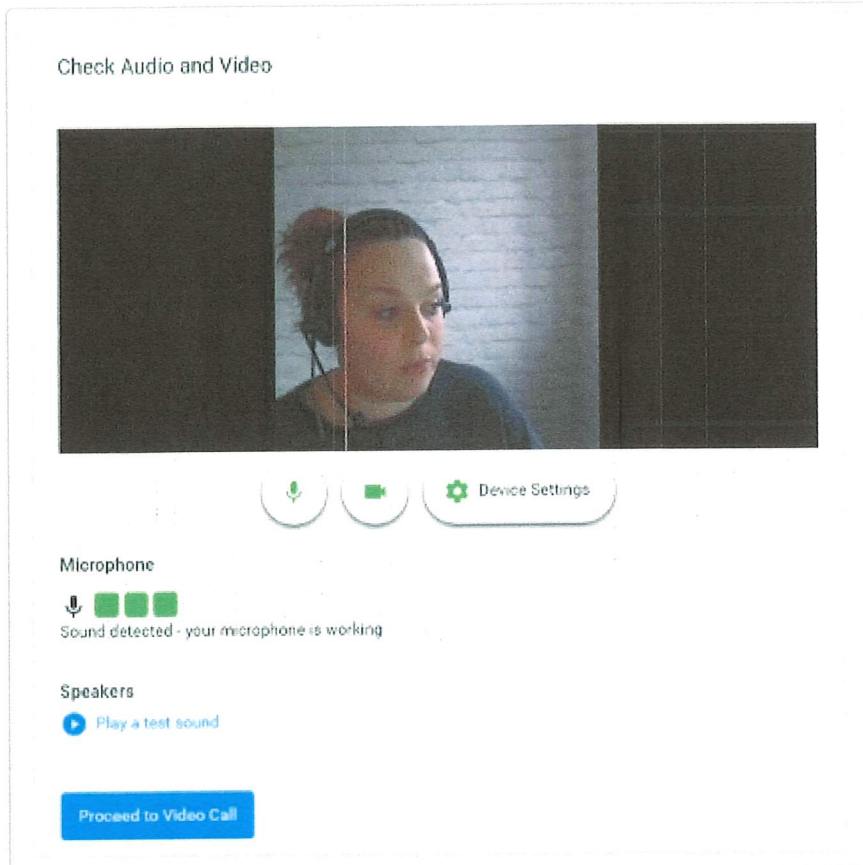 Check Audio and Video
Device Settings
Microphone
Sound detected - your microphone is working
Speakers
Play a test sound
Proceed to Video Call